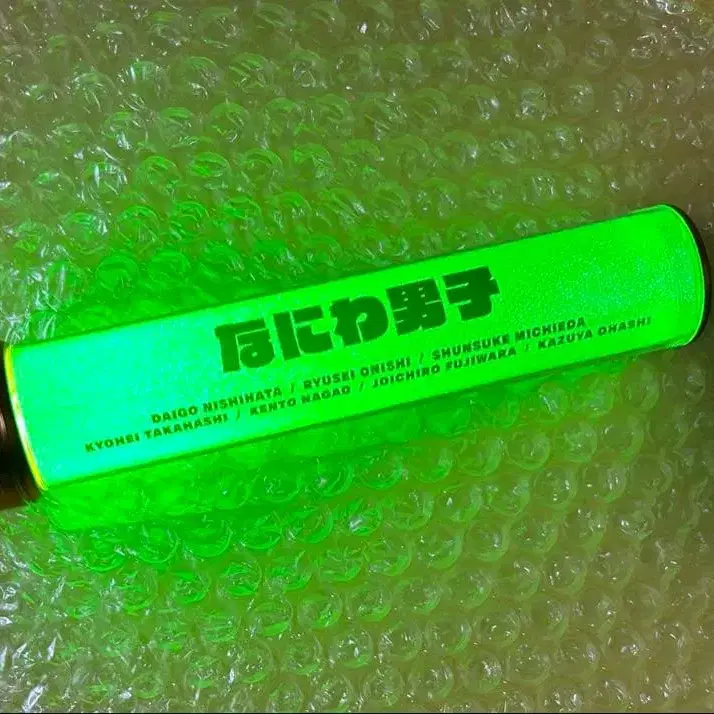 なにわ男子
DAIGO NISHIHATA / RYUSEI ONISHI / SHUNSUKE MICHIEDA
KYOHEI TAKAHASHI / KENTO NAGAO / JOICHIRO FUJIWARA / KAZUYA OHASHI